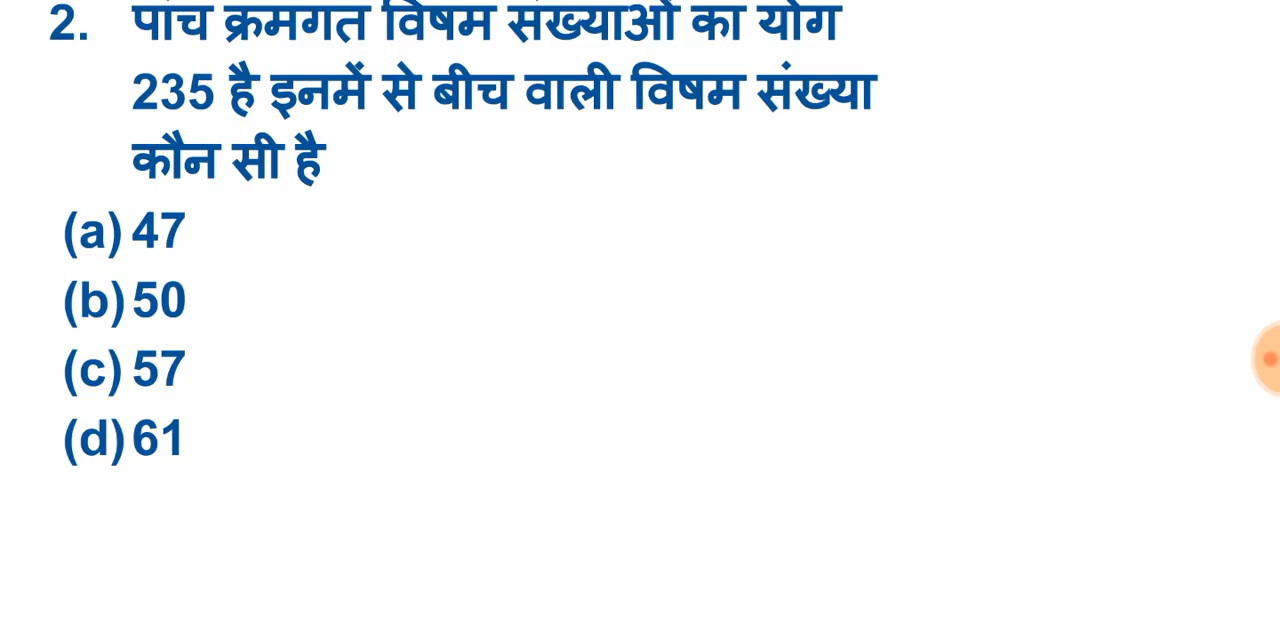 2. पांच क्रमगत विषम संख्याओं का योग
235 है इनमें से बीच वाली विषम संख्या
कौन सी है
(a) 47
(b) 50
(c) 57
(d) 61